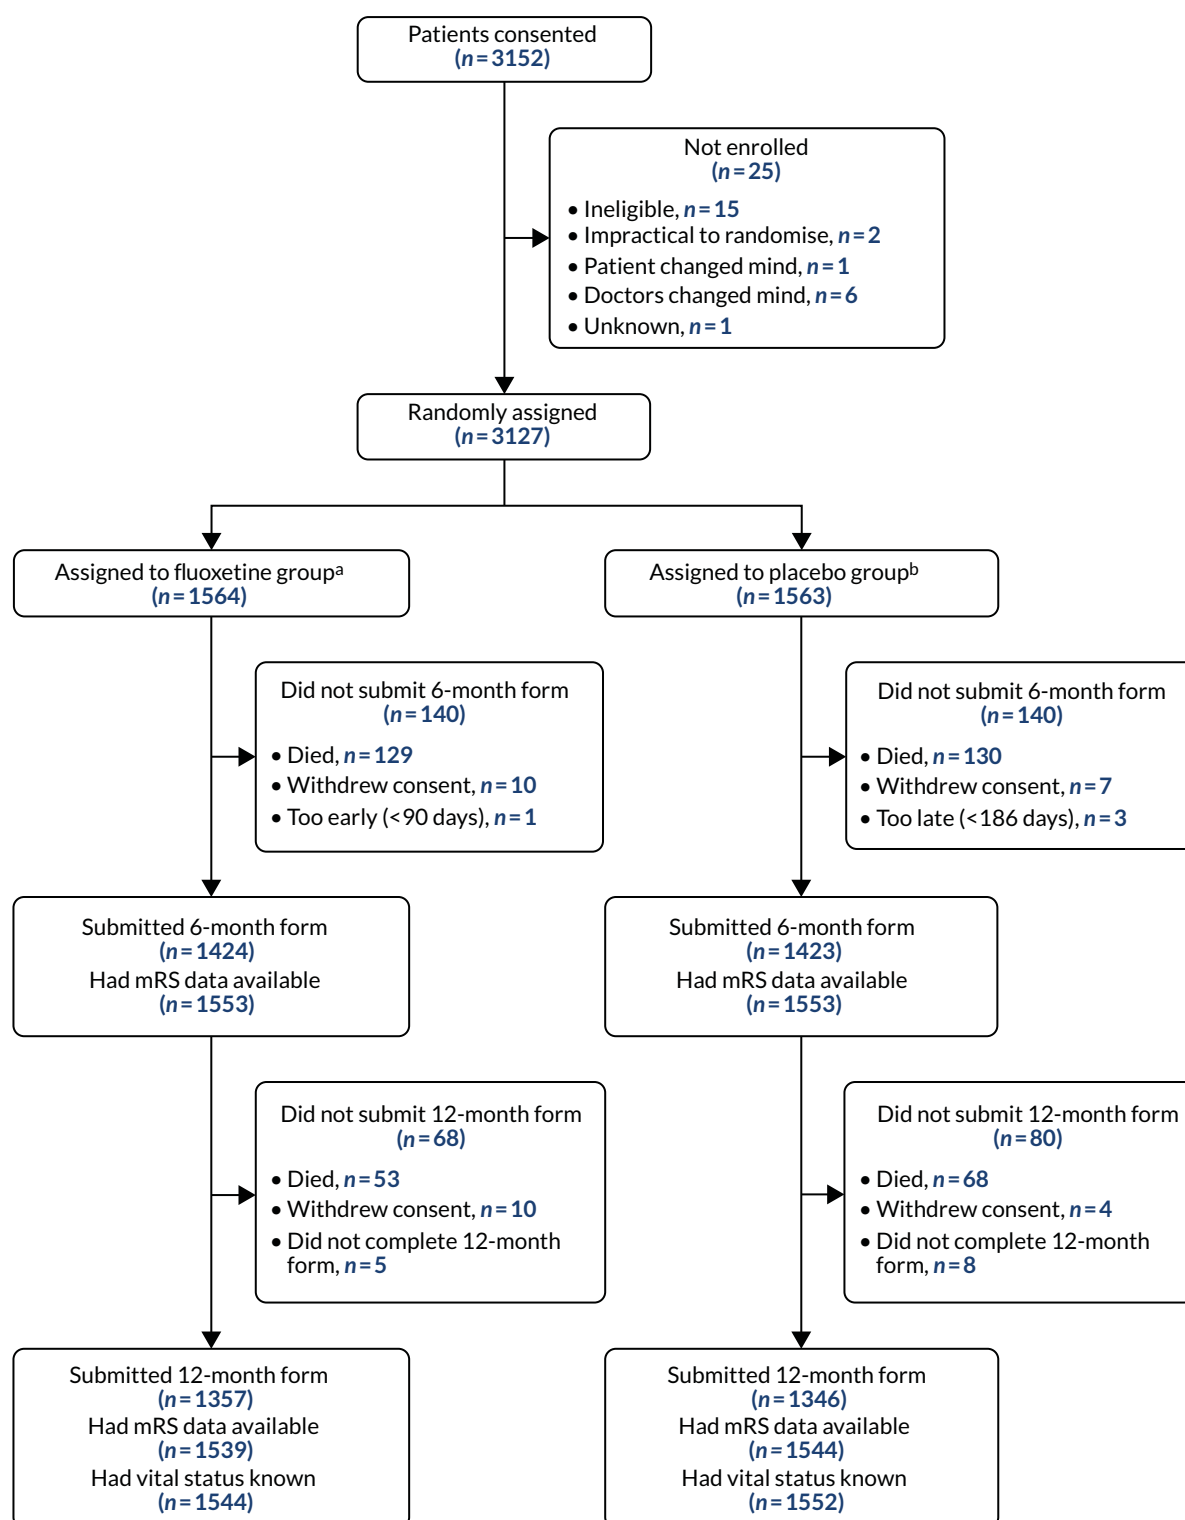 Patients consented
(n=3152)
Not enrolled
(n=25)
• Ineligible, n=15
• Impractical to randomise, n=2
• Patient changed mind, n=1
• Doctors changed mind, n=6
• Unknown, n=1
Randomly assigned
(n=3127)
Assigned to fluoxetine groupᵃ
(n=1564)
Assigned to placebo groupᵇ
(n=1563)
Did not submit 6-month form
(n=140)
• Died, n=129
• Withdrew consent, n=10
• Too early (<90 days), n=1
Did not submit 6-month form
(n=140)
• Died, n=130
• Withdrew consent, n=7
• Too late (<186 days), n=3
Submitted 6-month form
(n=1424)
Had mRS data available
(n=1553)
Submitted 6-month form
(n=1423)
Had mRS data available
(n=1553)
Did not submit 12-month form
(n=68)
• Died, n=53
• Withdrew consent, n=10
• Did not complete 12-month
form, n=5
Did not submit 12-month form
(n=80)
• Died, n=68
• Withdrew consent, n=4
• Did not complete 12-month
form, n=8
Submitted 12-month form
(n=1357)
Had mRS data available
(n=1539)
Had vital status known
(n=1544)
Submitted 12-month form
(n=1346)
Had mRS data available
(n=1544)
Had vital status known
(n=1552)